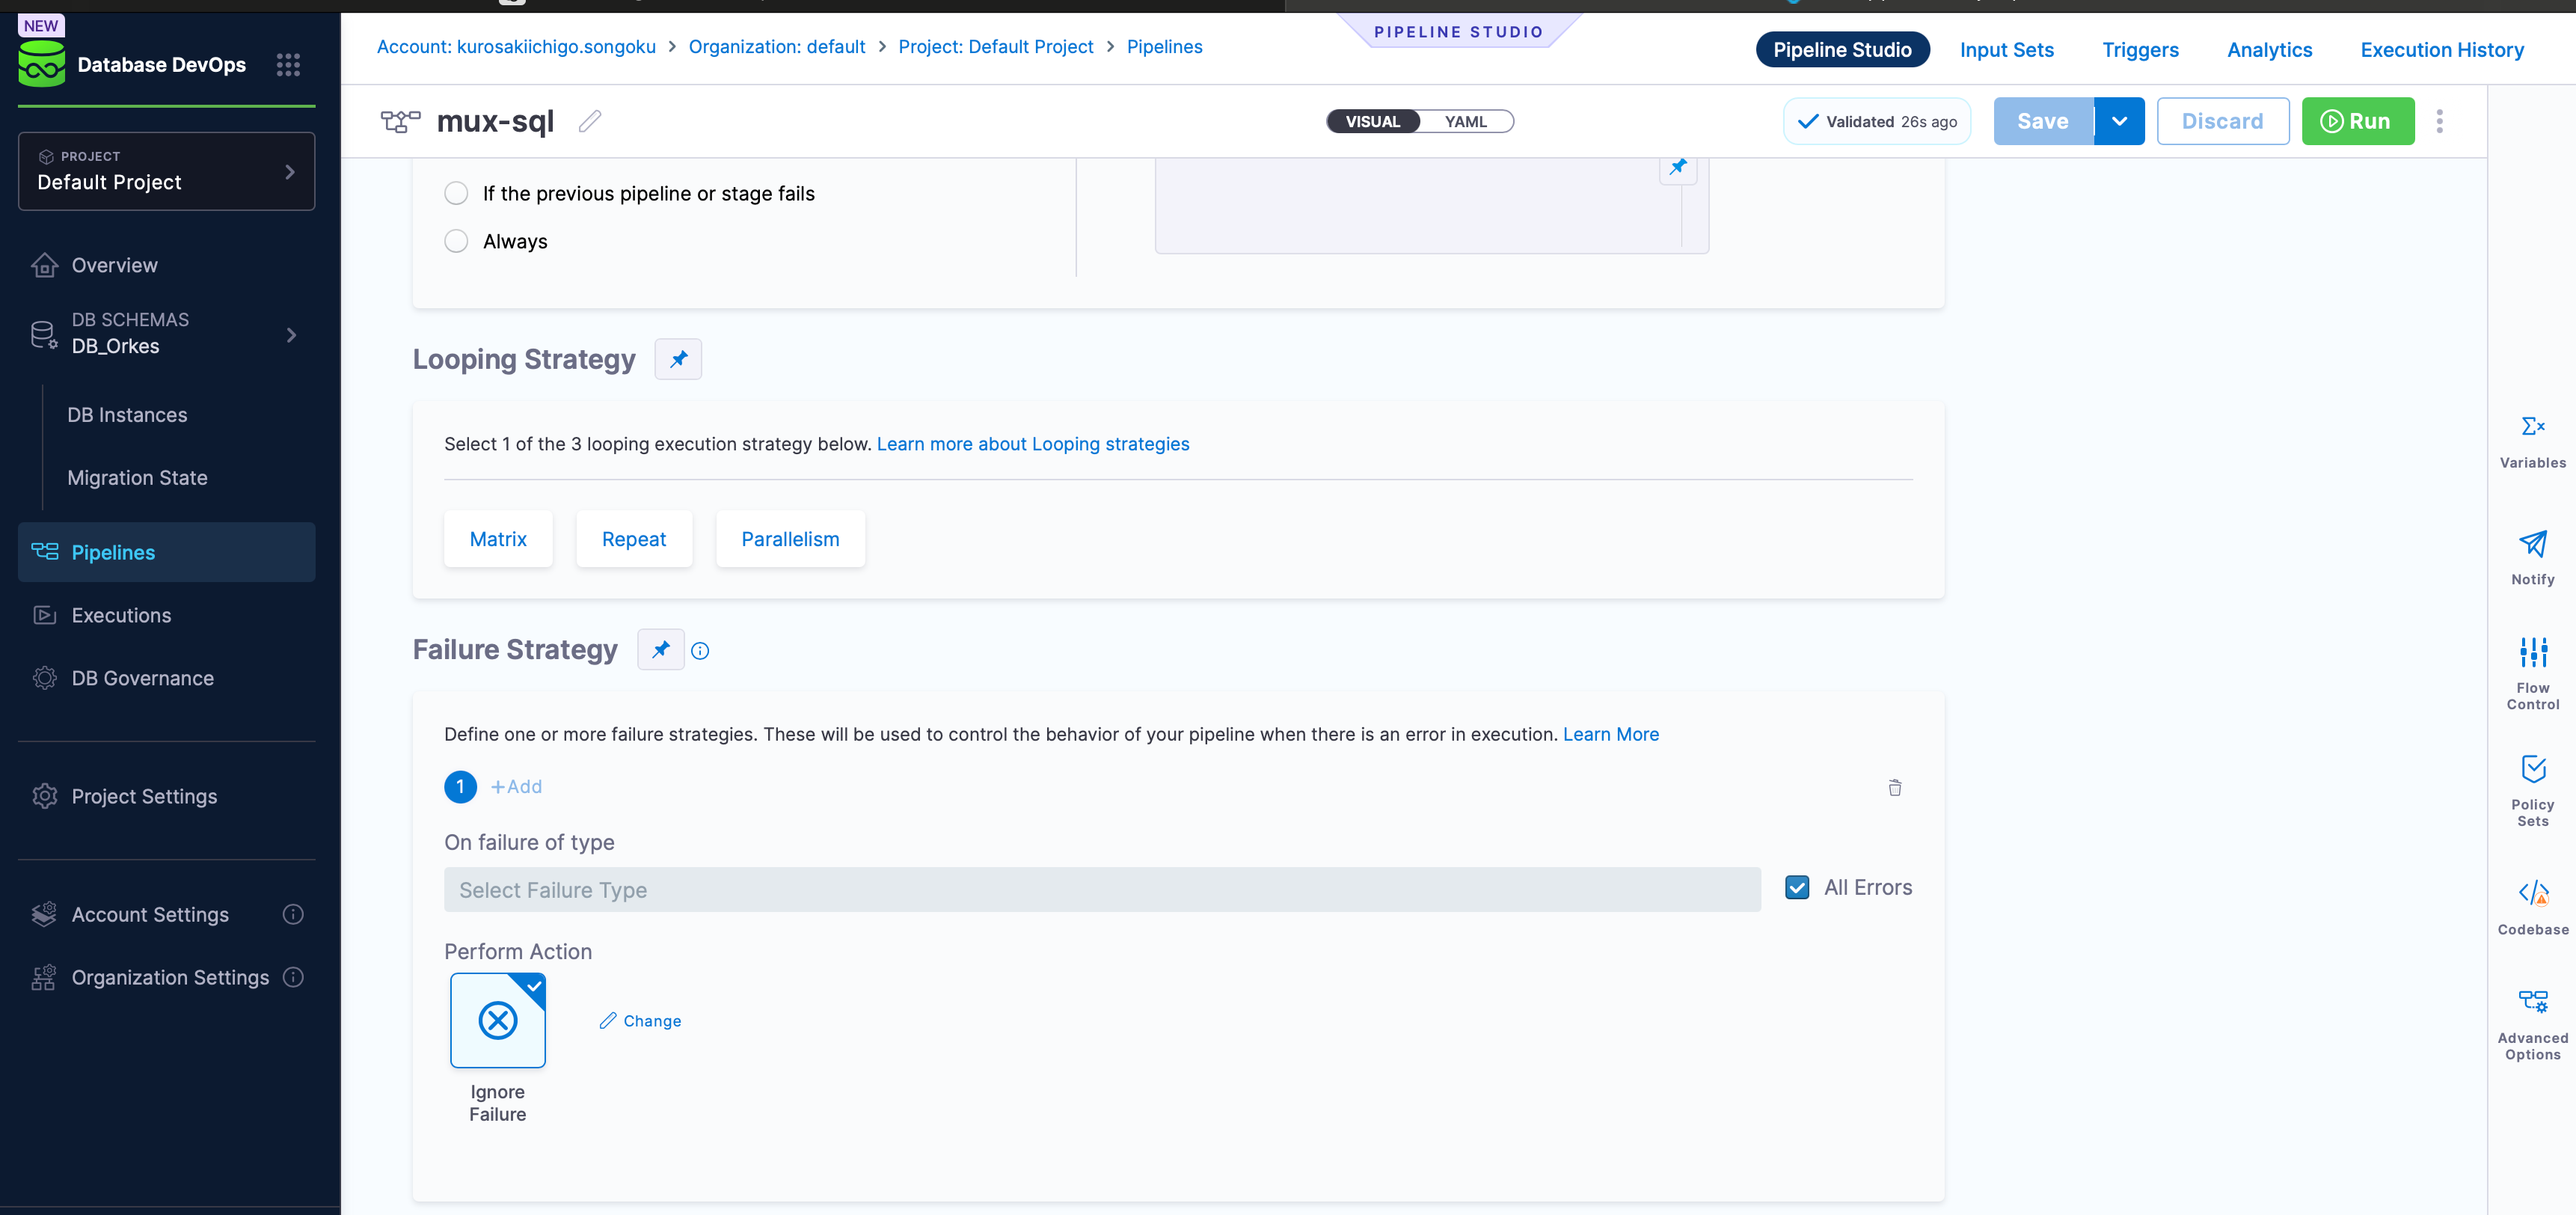 NEW
Database DevOps
PROJECT
Default Project
Overview
DB SCHEMAS
DB_Orkes
DB Instances
Migration State
Pipelines
Executions
DB Governance
Project Settings
Account Settings
Organization Settings
Account: kurosakiichigo.songoku > Organization: default > Project: Default Project > Pipelines
PIPELINE STUDIO
Pipeline Studio
Input Sets
Triggers
Analytics
Execution History
mux-sql
VISUAL
YAML
Validated 26s ago
Save
Discard
Run
If the previous pipeline or stage fails
Always
Looping Strategy
Select 1 of the 3 looping execution strategy below. Learn more about Looping strategies
Matrix
Repeat
Parallelism
Failure Strategy
Define one or more failure strategies. These will be used to control the behavior of your pipeline when there is an error in execution. Learn More
1
+Add
On failure of type
Select Failure Type
All Errors
Perform Action
Change
Ignore
Failure
Variables
Notify
Flow
Control
Policy
Sets
Codebase
Advanced
Options